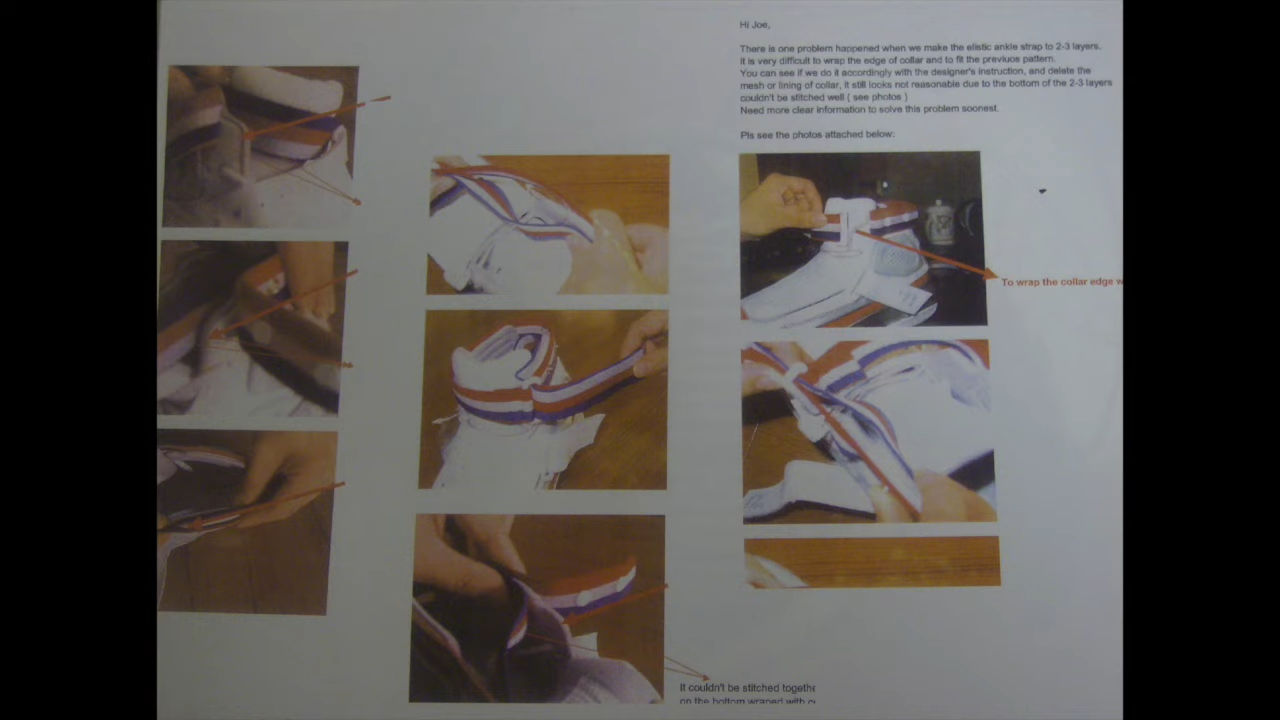 Hi Joe,
There is one problem happened when we make the elistic ankle strap to 2-3 layers.
It is very difficult to wrap the edge of collar and to fit the previuos pattern.
You can see if we do it accordingly with the designer's instruction, and delete the
mesh or lining of collar, it still looks not reasonable due to the bottom of the 2-3 layers
couldn't be stitched well ( see photos )
Need more clear information to solve this problem soonest.
Pls see the photos attached below:
To wrap the collar edge w
It couldn't be stitched togethe
on the bottom wraped with